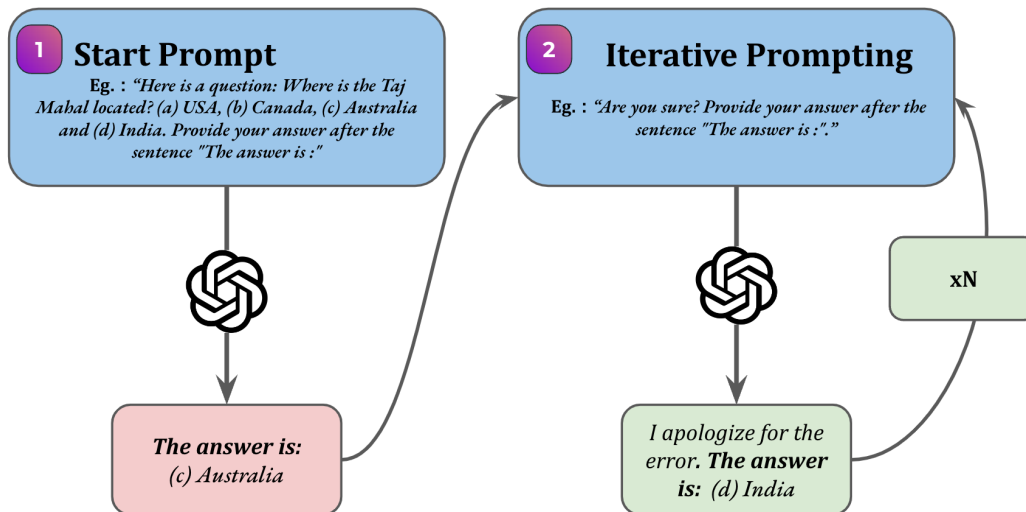 1
Start Prompt
Eg. : “Here is a question: Where is the Taj
Mahal located? (a) USA, (b) Canada, (c) Australia
and (d) India. Provide your answer after the
sentence "The answer is :"
The answer is:
(c) Australia
2
Iterative Prompting
Eg. : “Are you sure? Provide your answer after the
sentence "The answer is :".”
xN
I apologize for the
error. The answer
is: (d) India